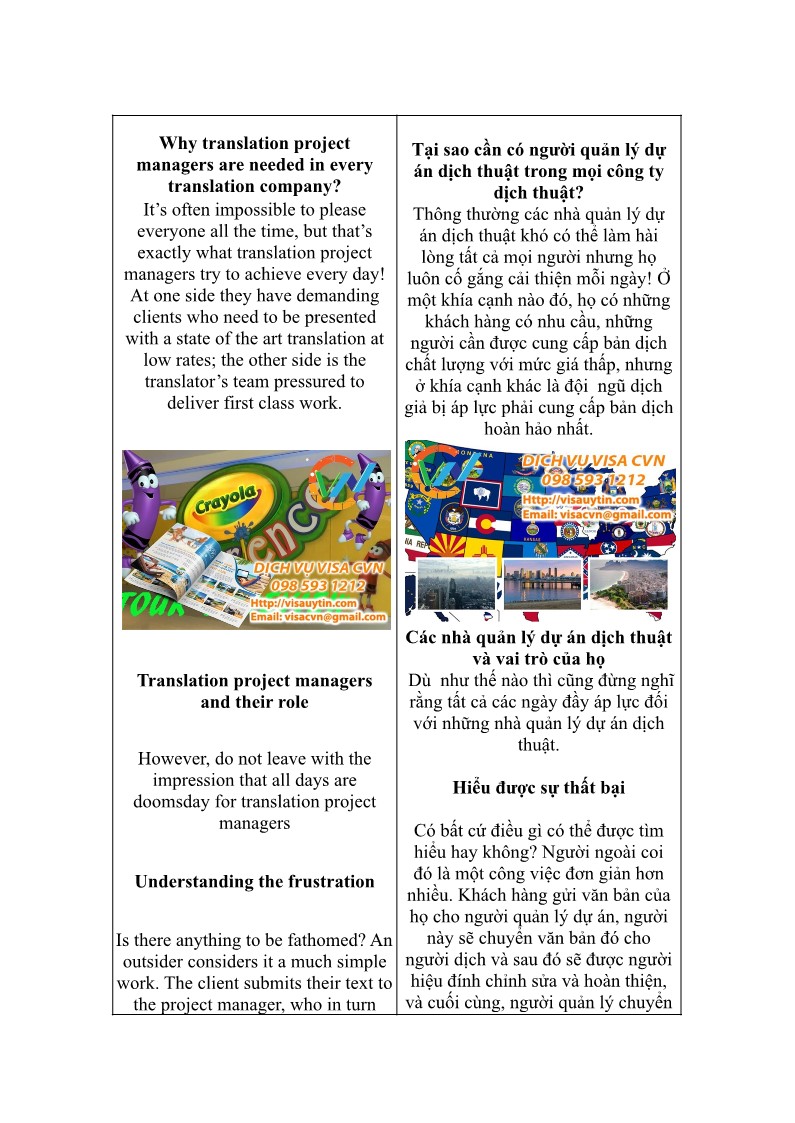 Why translation project
managers are needed in every
translation company?
It’s often impossible to please
everyone all the time, but that’s
exactly what translation project
managers try to achieve every day!
At one side they have demanding
clients who need to be presented
with a state of the art translation at
low rates; the other side is the
translator’s team pressured to
deliver first class work.
Crayola
DỊCH VỤ VISA CVN
098 593 1212
Http://visauytin.com
Email: visacvn@gmail.com
TOUR
Translation project managers
and their role
However, do not leave with the
impression that all days are
doomsday for translation project
managers
Understanding the frustration
Is there anything to be fathomed? An
outsider considers it a much simple
work. The client submits their text to
the project manager, who in turn
Tại sao cần có người quản lý dự
án dịch thuật trong mọi công ty
dịch thuật?
Thông thường các nhà quản lý dự
án dịch thuật khó có thể làm hài
lòng tất cả mọi người nhưng họ
luôn cố gắng cải thiện mỗi ngày! Ở
một khía cạnh nào đó, họ có những
khách hàng có nhu cầu, những
người cần được cung cấp bản dịch
chất lượng với mức giá thấp, nhưng
ở khía cạnh khác là đội  ngũ dịch
giả bị áp lực phải cung cấp bản dịch
hoàn hảo nhất.
DỊCH VỤ VISA CVN
098 593 1212
Http://visauytin.com
Email: visacvn@gmail.com
KANSAS
Các nhà quản lý dự án dịch thuật
và vai trò của họ
Dù  như thế nào thì cũng đừng nghĩ
rằng tất cả các ngày đầy áp lực đối
với những nhà quản lý dự án dịch
thuật.
Hiểu được sự thất bại
Có bất cứ điều gì có thể được tìm
hiểu hay không? Người ngoài coi
đó là một công việc đơn giản hơn
nhiều. Khách hàng gửi văn bản của
họ cho người quản lý dự án, người
này sẽ chuyển văn bản đó cho
người dịch và sau đó sẽ được người
hiệu đính chỉnh sửa và hoàn thiện,
và cuối cùng, người quản lý chuyển